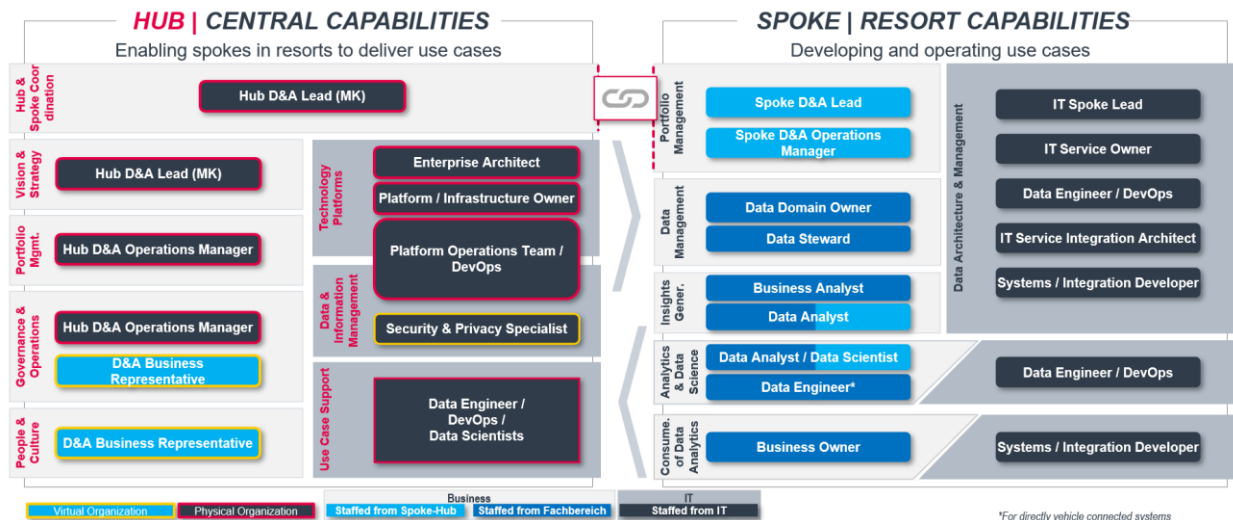 HUB | CENTRAL CAPABILITIES
Enabling spokes in resorts to deliver use cases
Hub &
Spoke Coor
dination
Hub D&A Lead (MK)
Vision &
Strategy
Hub D&A Lead (MK)
Portfolio
Mgmt.
Hub D&A Operations Manager
Governance &
Operations
Hub D&A Operations Manager
D&A Business
Representative
People &
Culture
D&A Business Representative
Technology
Platforms
Enterprise Architect
Platform / Infrastructure Owner
Platform Operations Team /
DevOps
Data &
Information
Management
Security & Privacy Specialist
Use Case Support
Data Engineer /
DevOps /
Data Scientists
SPOKE | RESORT CAPABILITIES
Developing and operating use cases
Portfolio
Management
Spoke D&A Lead
Spoke D&A Operations
Manager
Data
Management
Data Domain Owner
Data Steward
Insights
Gener.
Business Analyst
Data Analyst
Analytics
& Data
Science
Data Analyst / Data Scientist
Data Engineer*
Consume.
of Data
Analytics
Business Owner
Data Architecture & Management
IT Spoke Lead
IT Service Owner
Data Engineer / DevOps
IT Service Integration Architect
Systems / Integration Developer
Data Engineer / DevOps
Systems / Integration Developer
Virtual Organization
Physical Organization
Business
Staffed from Spoke-Hub
Staffed from Fachbereich
IT
Staffed from IT
*For directly vehicle connected systems